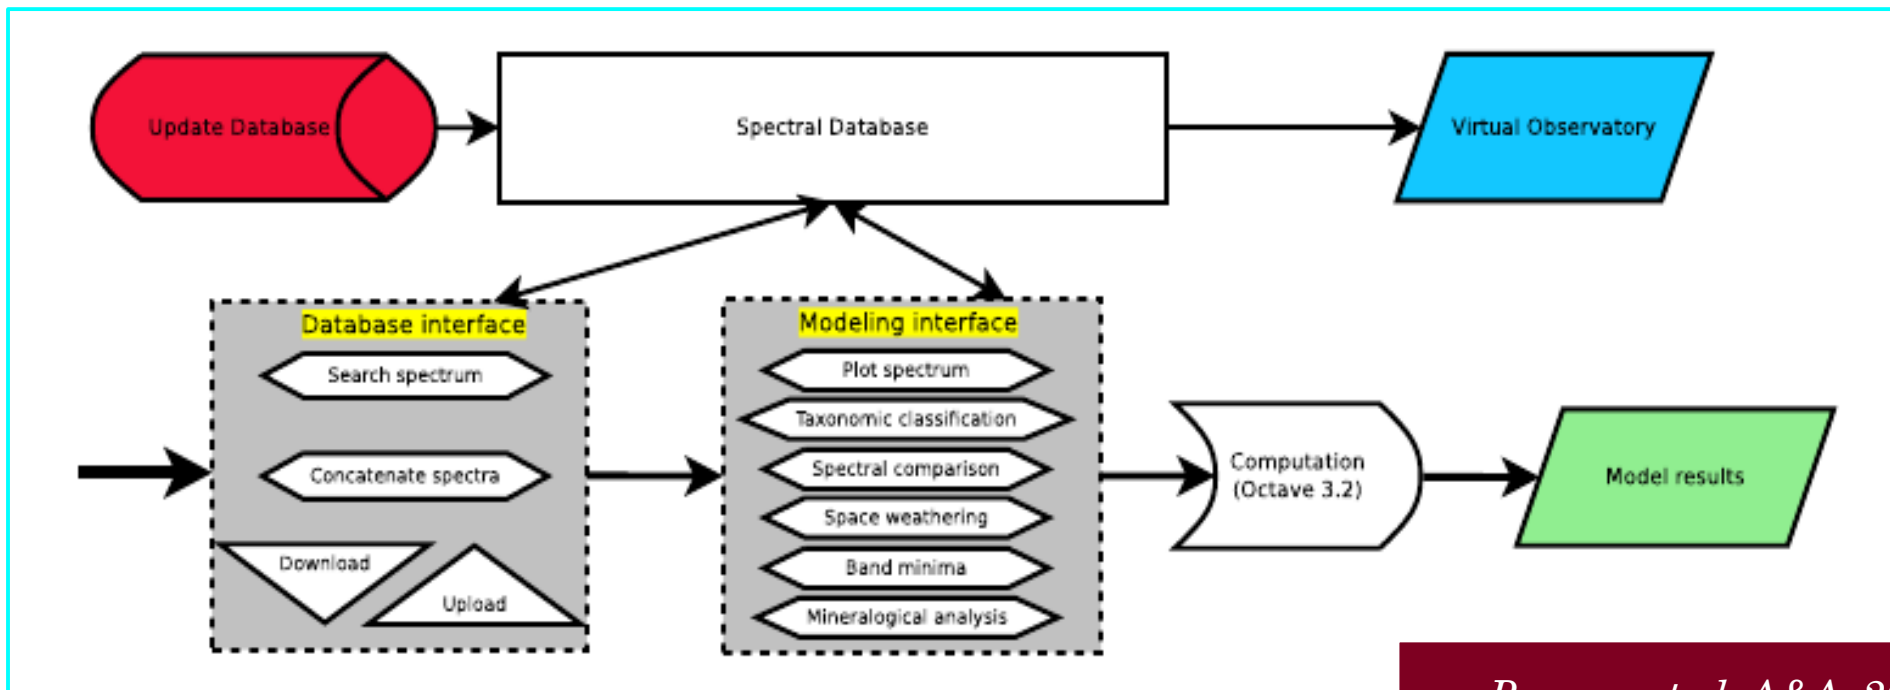 Update Database
Spectral Database
Virtual Observatory
Database interface
Search spectrum
Concatenate spectra
Download
Upload
Modeling interface
Plot spectrum
Taxonomic classification
Spectral comparison
Space weathering
Band minima
Mineralogical analysis
Computation
(Octave 3.2)
Model results
A&A